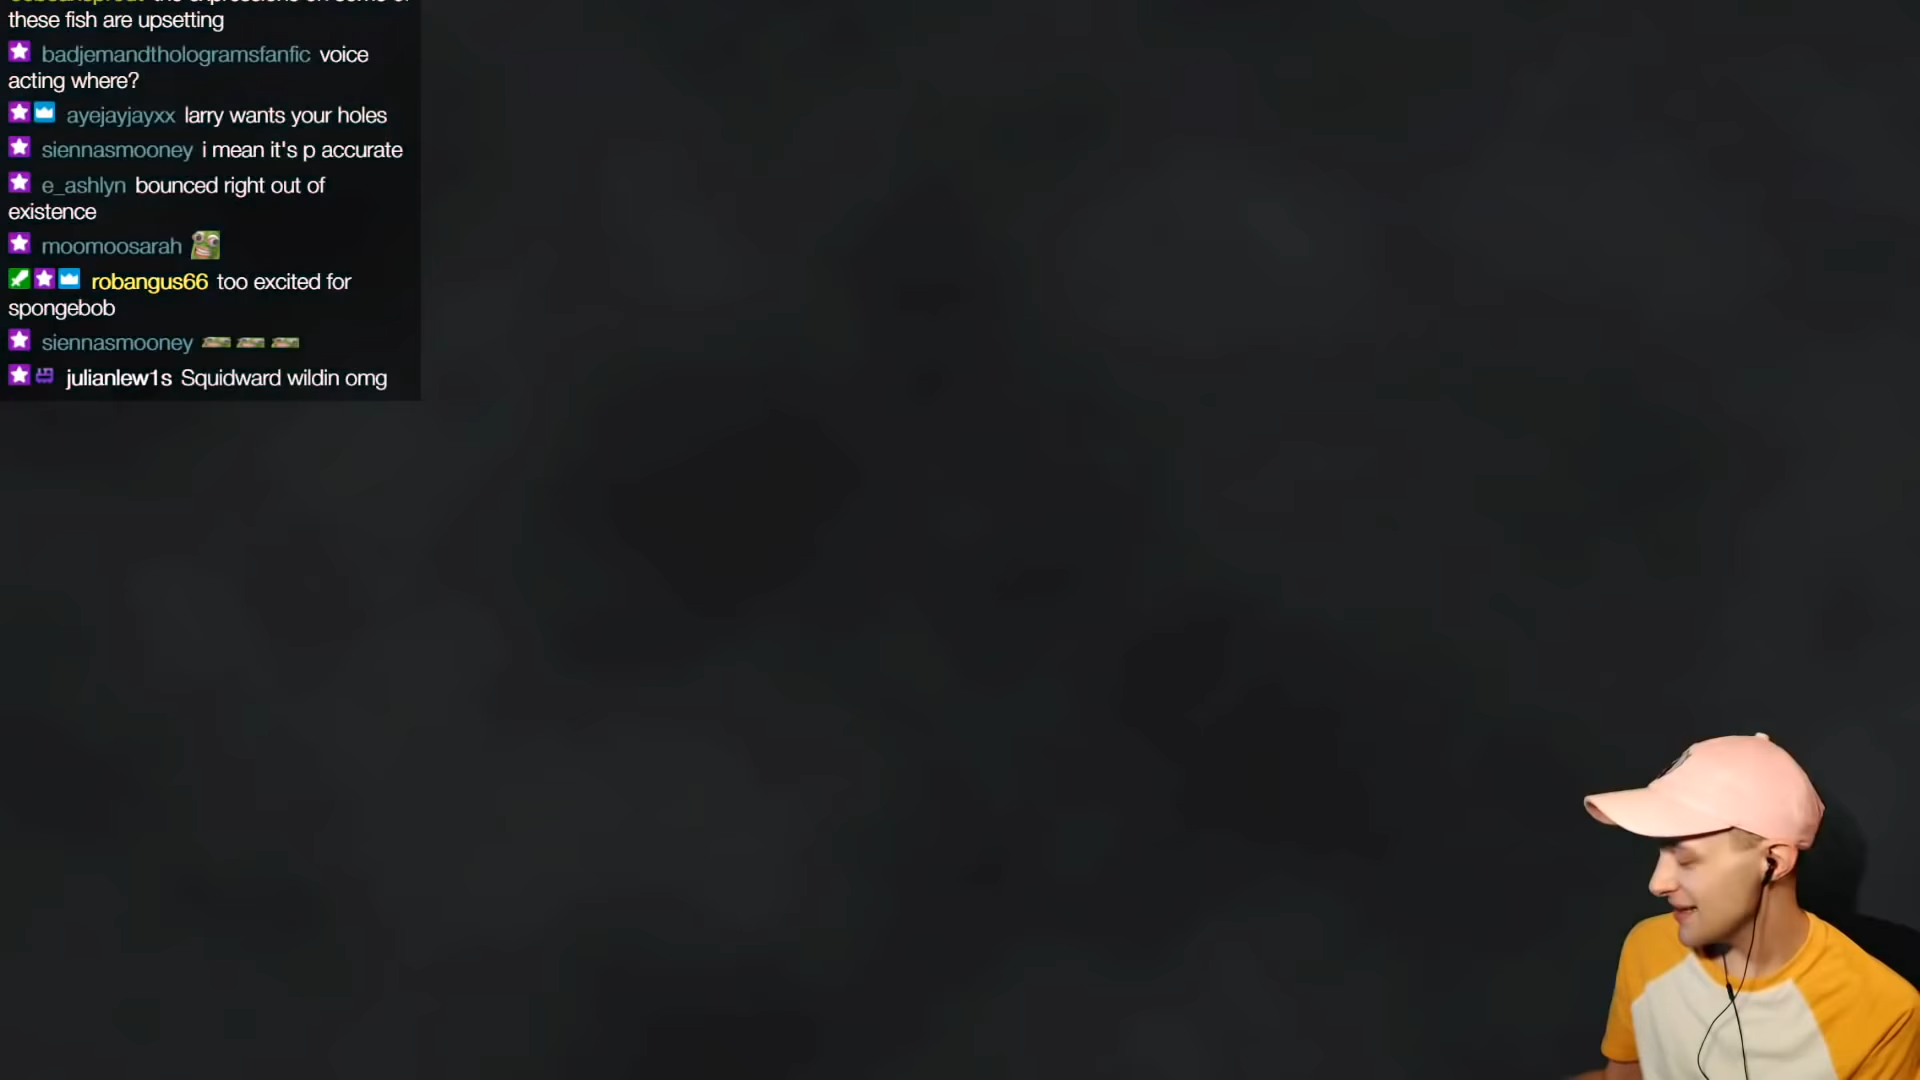 these fish are upsetting
badjemandthologramsfanfic voice
acting where?
ayejayjayxx larry wants your holes
siennasmooney i mean it's p accurate
e_ashlyn bounced right out of
existence
moomoosarah
robangus66 too excited for
spongebob
siennasmooney
julianlew1s Squidward wildin omg